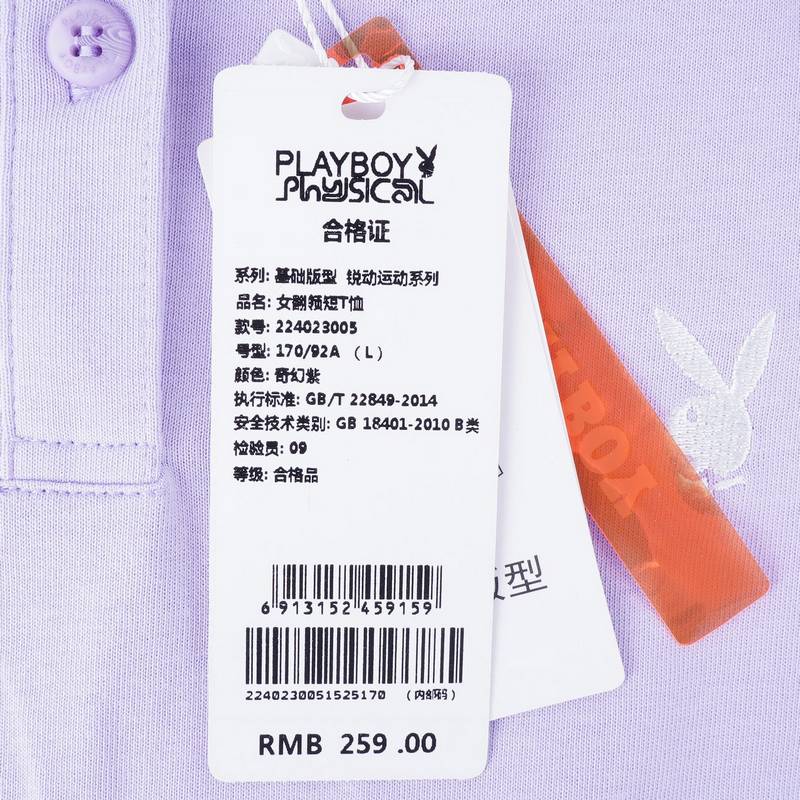 PLAYBOY
Physical
合格证
系列: 基础版型 锐动运动系列
品名: 女翻领短T恤
款号: 224023005
号型: 170/92A （L）
颜色: 奇幻紫
执行标准: GB/T 22849-2014
安全技术类别: GB 18401-2010 B类
检验员: 09
等级: 合格品
6 913152 459159
2240230051525170 （内部码）
RMB 259.00
版型